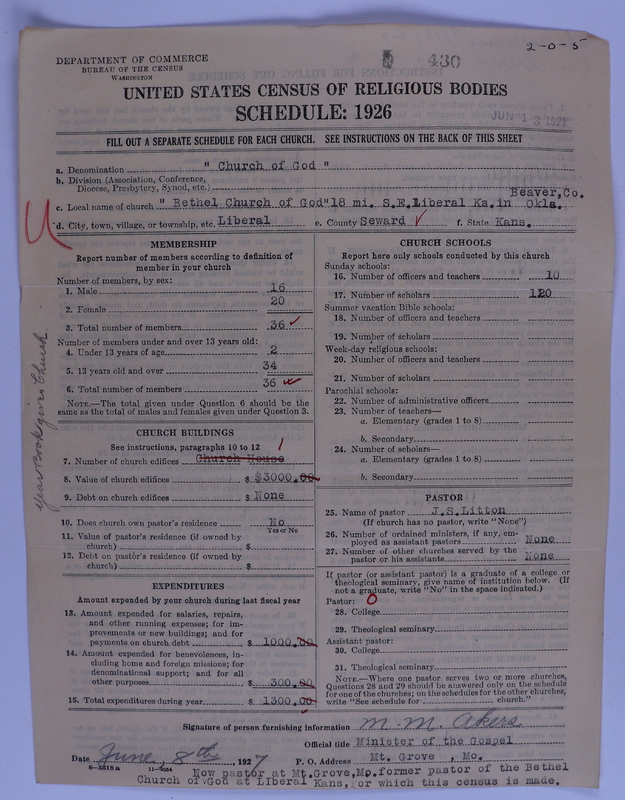 2-0-5
430
DEPARTMENT OF COMMERCE
BUREAU OF THE CENSUS
WASHINGTON
UNITED STATES CENSUS OF RELIGIOUS BODIES
SCHEDULE: 1926
JUN 13 1927
FILL OUT A SEPARATE SCHEDULE FOR EACH CHURCH. SEE INSTRUCTIONS ON THE BACK OF THIS SHEET
a. Denomination " Church of God "
b. Division (Association, Conference, Diocese, Presbytery, Synod, etc.)
Beaver, Co.
c. Local name of church " Bethel Church of God" 18 mi. S.E. Liberal Ks. in Okla.
d. City, town, village, or township, etc. Liberal e. County Seward f. State Kans.
MEMBERSHIP
Report number of members according to definition of
member in your church
Number of members, by sex:
1. Male 16
2. Female 20
3. Total number of members 36
Number of members under and over 13 years old:
4. Under 13 years of age 2
5. 13 years old and over 34
6. Total number of members 36
NOTE.—The total given under Question 6 should be the
same as the total of males and females given under Question 3.
Year Book gives Church
CHURCH BUILDINGS
See instructions, paragraphs 10 to 12
1
7. Number of church edifices Church House
8. Value of church edifices $ $3000.00
9. Debt on church edifices $ None
10. Does church own pastor's residence No
Yes or No
11. Value of pastor's residence (if owned by
church) $
12. Debt on pastor's residence (if owned by
church) $
EXPENDITURES
Amount expended by your church during last fiscal year
13. Amount expended for salaries, repairs,
and other running expenses; for im-
provements or new buildings; and for
payments on church debt $ 1000.00
14. Amount expended for benevolences, in-
cluding home and foreign missions; for
denominational support; and for all
other purposes $ 300.00
15. Total expenditures during year $ 1300.00
CHURCH SCHOOLS
Report here only schools conducted by this church
Sunday schools:
16. Number of officers and teachers 10
17. Number of scholars 120
Summer vacation Bible schools:
18. Number of officers and teachers
19. Number of scholars
Week-day religious schools:
20. Number of officers and teachers
21. Number of scholars
Parochial schools:
22. Number of administrative officers
23. Number of teachers—
a. Elementary (grades 1 to 8)
b. Secondary
24. Number of scholars—
a. Elementary (grades 1 to 8)
b. Secondary
PASTOR
25. Name of pastor J.S.Litton
(If church has no pastor, write "None")
26. Number of ordained ministers, if any, em-
ployed as assistant pastors None
27. Number of other churches served by the
pastor or his assistants None
If pastor (or assistant pastor) is a graduate of a college or
theological seminary, give name of institution below. (If
not a graduate, write "No" in the space indicated.)
Pastor: 0
28. College
29. Theological seminary
Assistant pastor:
30. College
31. Theological seminary
NOTE.—Where one pastor serves two or more churches,
Questions 28 and 29 should be answered only on the schedule
for one of the churches; on the schedules for the other churches,
write "See schedule for church."
Signature of person furnishing information M. M. Akers
Official title Minister of the Gospel
Date June, 8th, 1927 P. O. Address Mt. Grove , Mo.
8—3518 a 11—9034
Now pastor at Mt.Grove,Mo.former pastor of the Bethel
Church of God at Liberal Kans, for which this census is made.